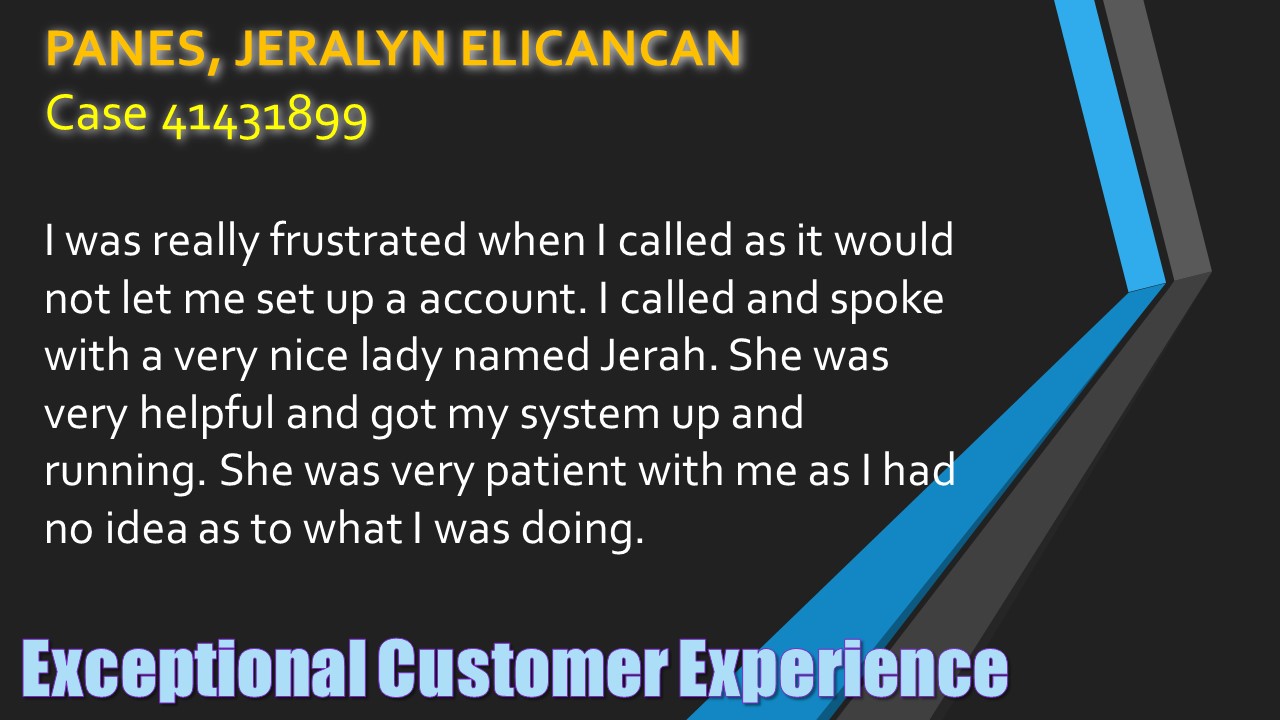 PANES, JERALYN ELICANCAN
Case 41431899
I was really frustrated when I called as it would
not let me set up a account. I called and spoke
with a very nice lady named Jerah. She was
very helpful and got my system up and
running. She was very patient with me as I had
no idea as to what I was doing.
Exceptional Customer Experience